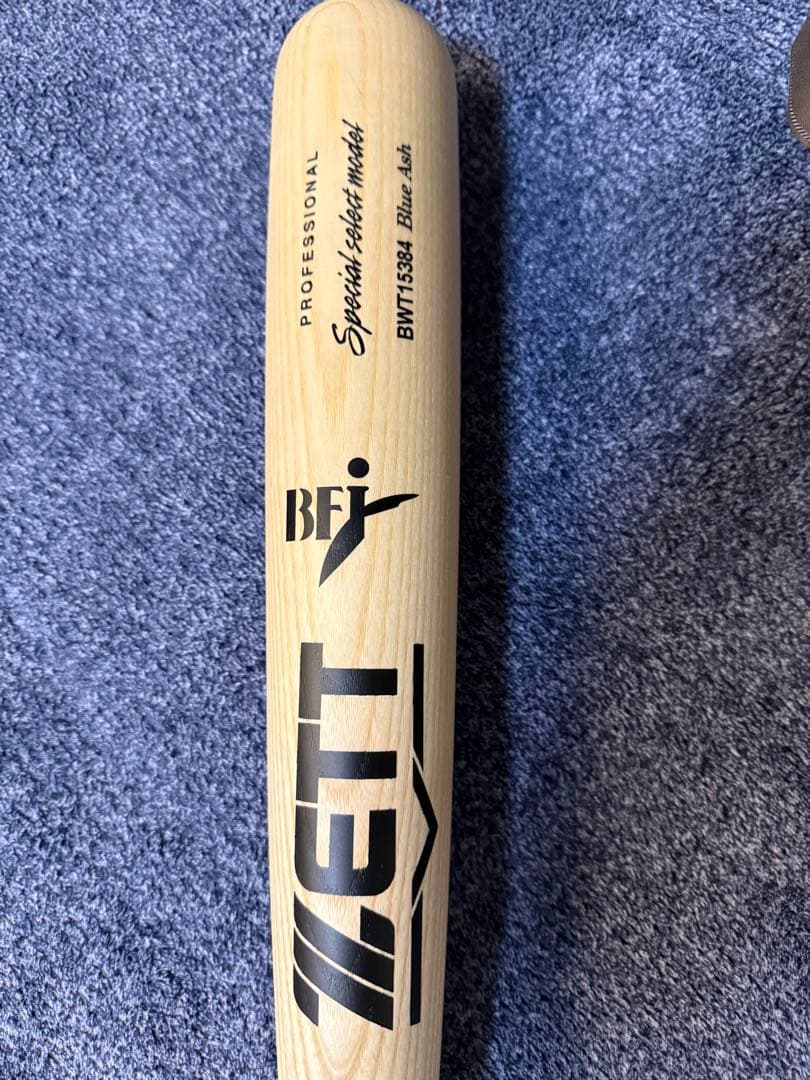 PROFESSIONAL
Special select model
BWT15384 Blue Ash
BFJ
ZETT